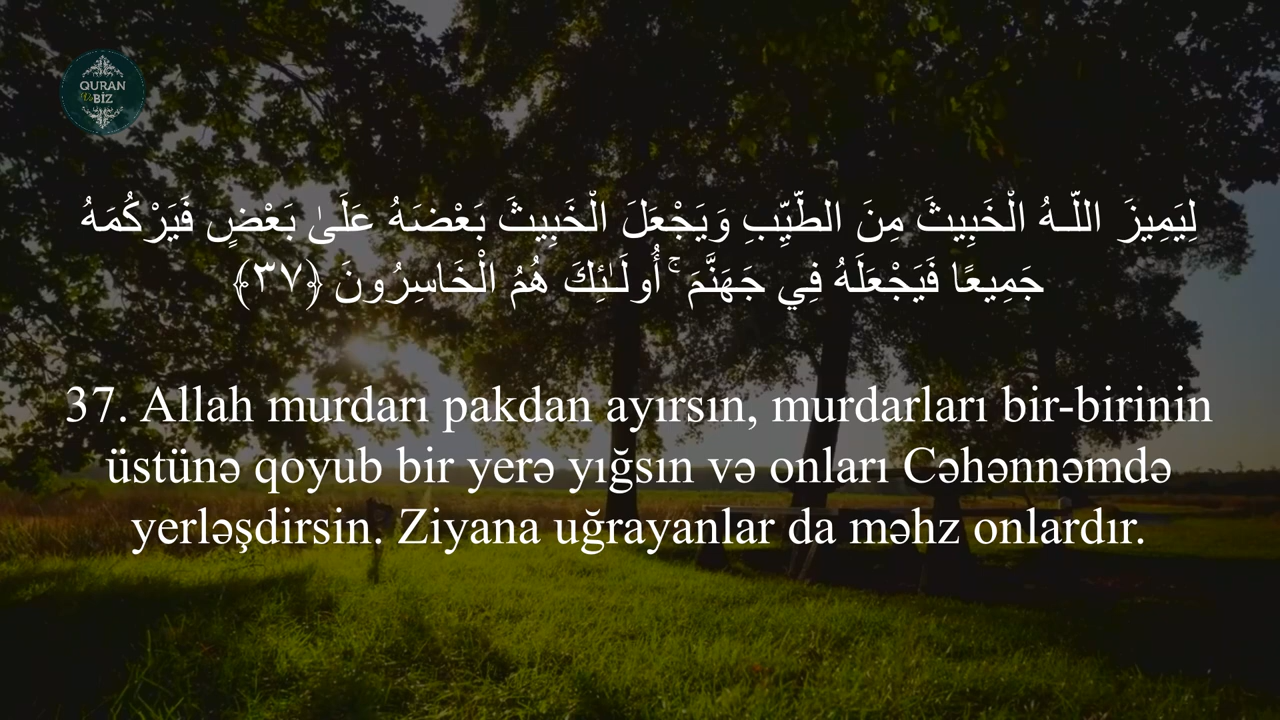 QURAN
və BİZ
لِيَمِيزَ اللَّـهُ الْخَبِيثَ مِنَ الطَّيِّبِ وَيَجْعَلَ الْخَبِيثَ بَعْضَهُ عَلَىٰ بَعْضٍ فَيَرْكُمَهُ
جَمِيعًا فَيَجْعَلَهُ فِي جَهَنَّمَ ۚ أُولَـٰئِكَ هُمُ الْخَاسِرُونَ ﴿٣٧﴾
37. Allah murdarı pakdan ayırsın, murdarları bir-birinin
üstünə qoyub bir yerə yığsın və onları Cəhənnəmdə
yerləşdirsin. Ziyana uğrayanlar da məhz onlardır.